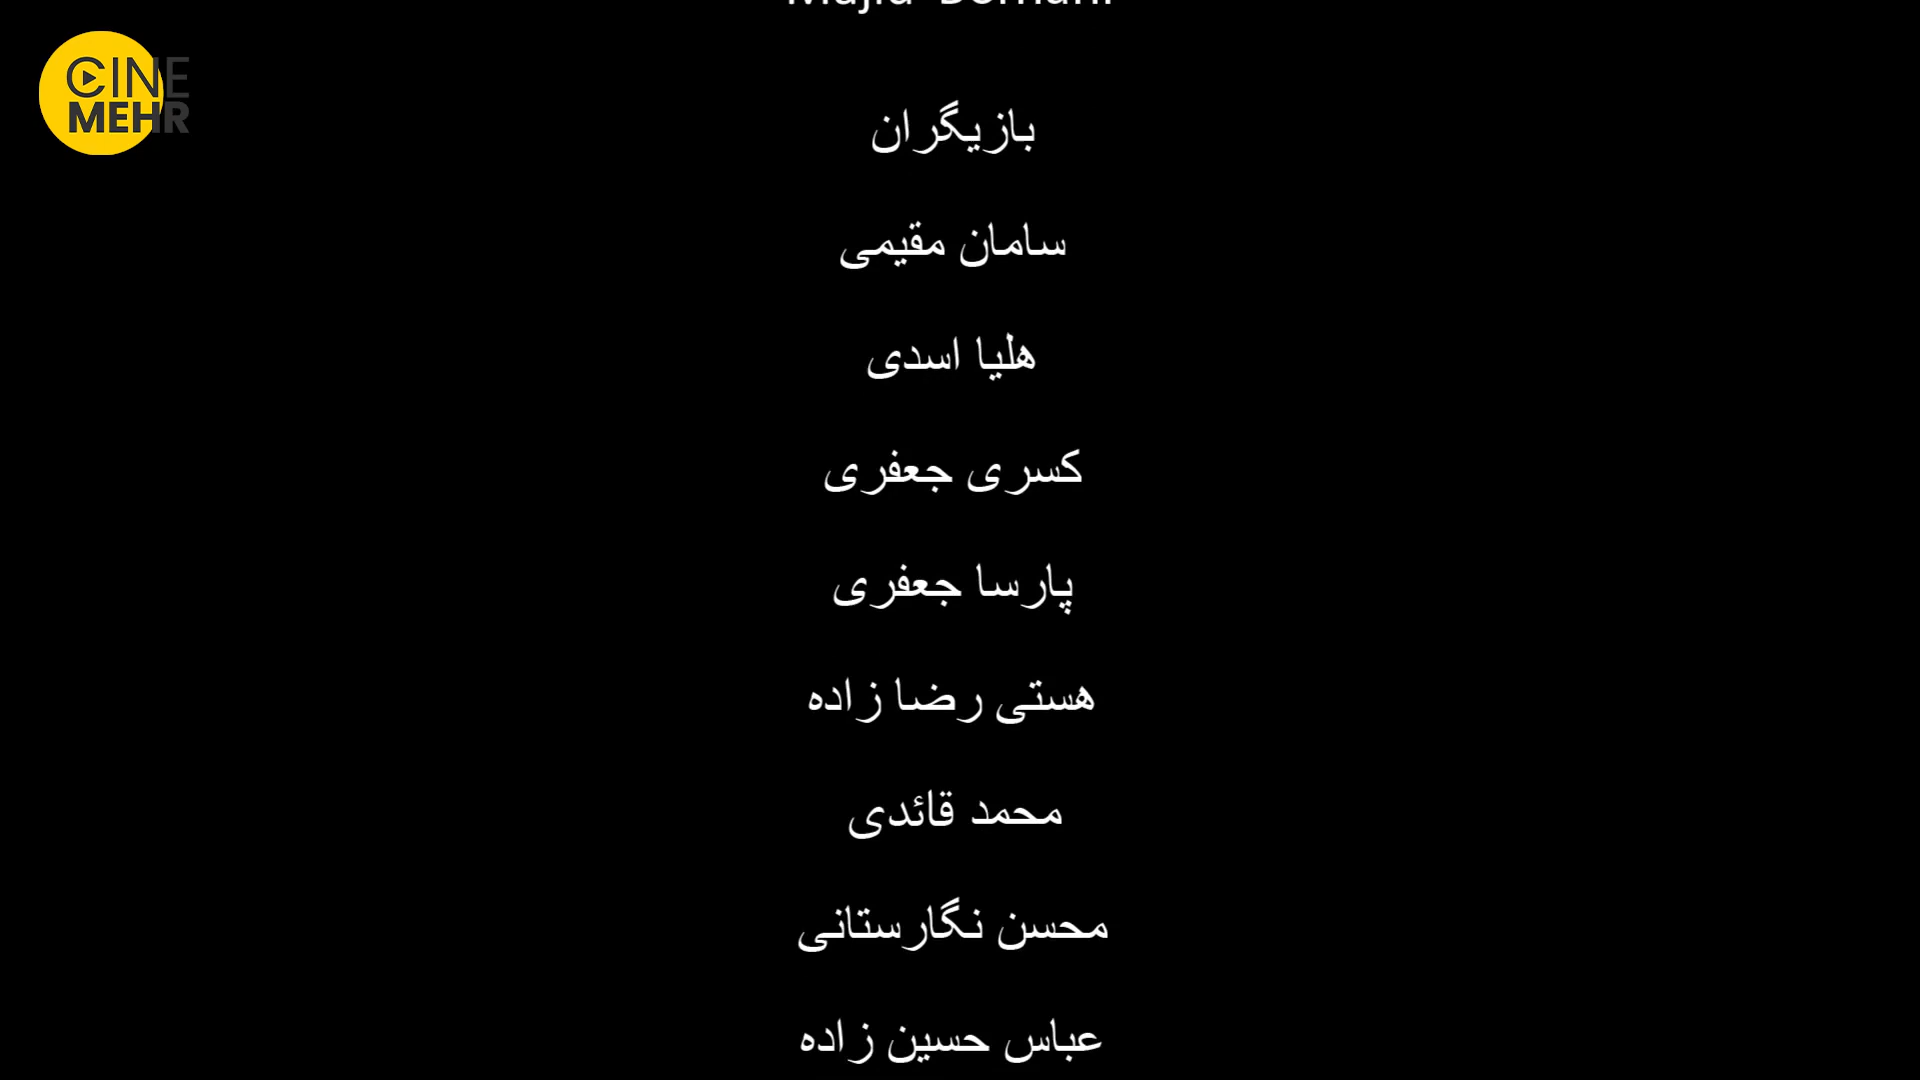 CINE
MEHR
بازیگران
سامان مقیمی
هلیا اسدی
کسری جعفری
پارسا جعفری
هستی رضا زاده
محمد قائدی
محسن نگارستانی
عباس حسین زاده